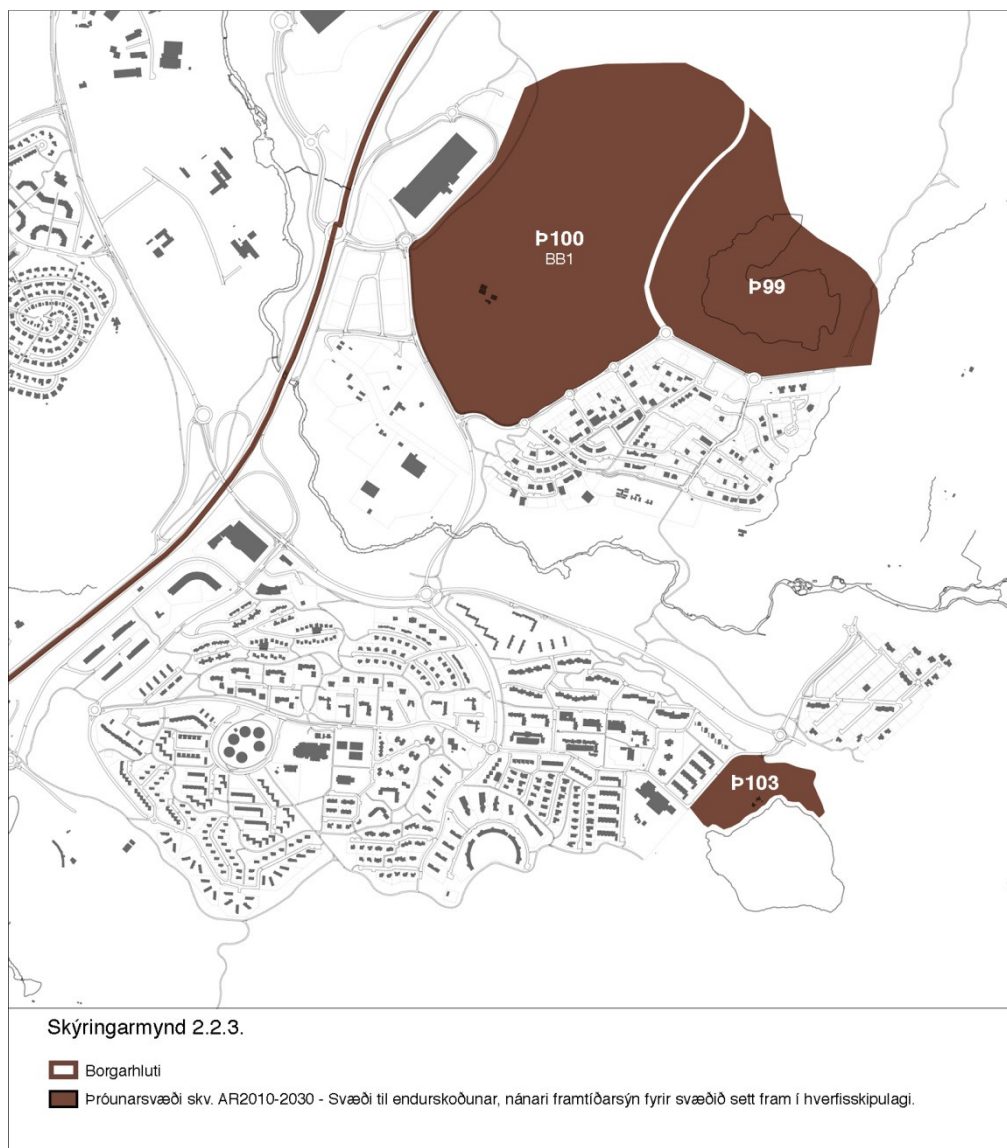 Þ100
BB1
Þ99
Þ103
Skýringarmynd 2.2.3.
Borgarhluti
Þróunarsvæði skv. AR2010-2030 - Svæði til endurskoðunar, nánari framtíðarsýn fyrir svæðið sett fram í hverfisskipulagi.